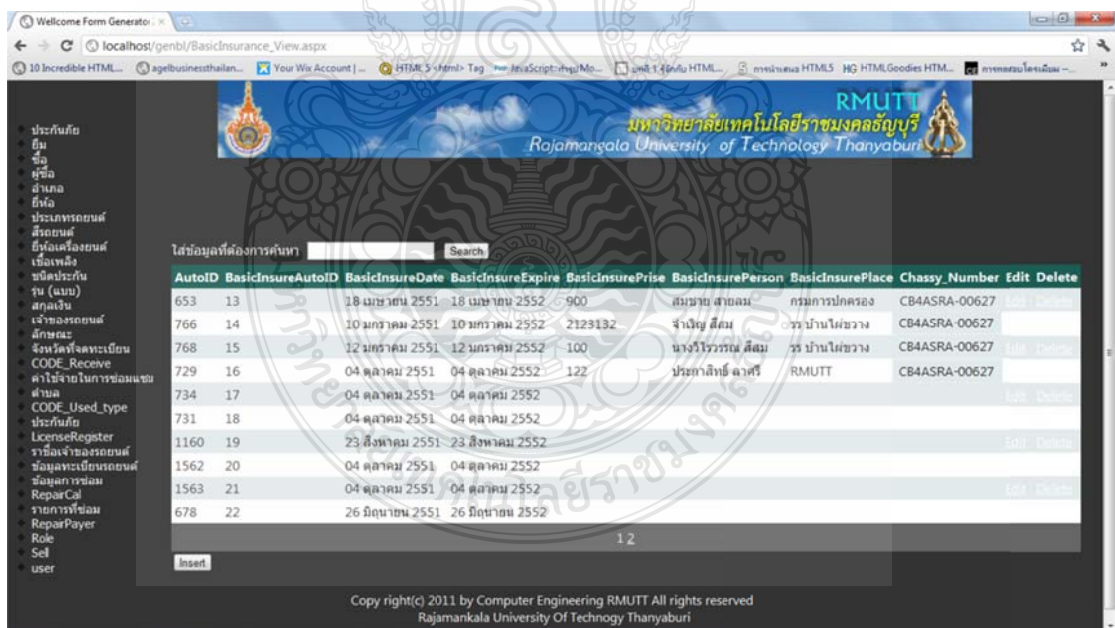 Wellcome Form Generator
localhost/genbl/BasicInsurance_View.aspx
10 Incredible HTML... agelbusinessthailan... Your Wix Account | ... HTML 5 <html> Tag JavaScript: HTML... การนำเสนอ HTML5 HG HTMLGoodies HTM... การทดสอบโครงเลือม –...
RMUTT
มหาวิทยาลัยเทคโนโลยีราชมงคลธัญบุรี
Rajamangala University of Technology Thanyaburi
ประกันภัย
ยืม
ชื่อ
ผู้ซื้อ
อำเภอ
ยี่ห้อ
ประเภทรถยนต์
สีรถยนต์
ยี่ห้อเครื่องยนต์
เชื้อเพลิง
ชนิดประกัน
รุ่น (แบบ)
สกุลเงิน
เจ้าของรถยนต์
ลักษณะ
จังหวัดที่จดทะเบียน
CODE_Receive
ค่าใช้จ่ายในการซ่อมแซม
ตำบล
CODE_Used_type
ประกันภัย
LicenseRegister
รายชื่อเจ้าของรถยนต์
ข้อมูลทะเบียนรถยนต์
ข้อมูลการซ่อม
RepairCal
รายการที่ซ่อม
RepairPayer
Role
Sell
user
ใส่ข้อมูลที่ต้องการค้นหา Search
AutoID BasicInsureAutoID BasicInsureDate BasicInsureExpire BasicInsurePrise BasicInsurePerson BasicInsurePlace Chassy_Number Edit Delete
653 13 18 เมษายน 2551 18 เมษายน 2552 900 สมชาย สายลม กรมการปกครอง CB4ASRA-00627 Edit Delete
766 14 10 มกราคม 2551 10 มกราคม 2552 2123132 จำเริญ สีสม รร บ้านไผ่ขวาง CB4ASRA-00627
768 15 12 มกราคม 2551 12 มกราคม 2552 100 นางวิไรวรรณ สีสม รร บ้านไผ่ขวาง CB4ASRA-00627 Edit Delete
729 16 04 ตุลาคม 2551 04 ตุลาคม 2552 122 ประกาสิทธิ์ ลาศรี RMUTT CB4ASRA-00627
734 17 04 ตุลาคม 2551 04 ตุลาคม 2552 Edit Delete
731 18 04 ตุลาคม 2551 04 ตุลาคม 2552
1160 19 23 สิงหาคม 2551 23 สิงหาคม 2552 Edit Delete
1562 20 04 ตุลาคม 2551 04 ตุลาคม 2552
1563 21 04 ตุลาคม 2551 04 ตุลาคม 2552 Edit Delete
678 22 26 มิถุนายน 2551 26 มิถุนายน 2552
1 2
Insert
Copy right(c) 2011 by Computer Engineering RMUTT All rights reserved
Rajamankala University Of Technogy Thanyaburi